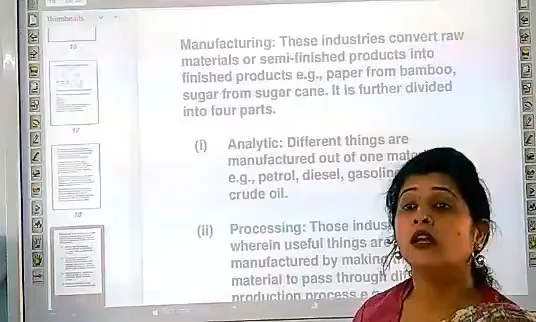 Thumbnails
16
Manufacturing: These industries convert raw
materials or semi-finished products into
finished products e.g., paper from bamboo,
sugar from sugar cane. It is further divided
into four parts.
17
(i) Analytic: Different things are
manufactured out of one
e.g., petrol, diesel,
crude oil.
18
(ii) Processing: Those
wherein useful things are
manufactured by making
material to pass through
production process